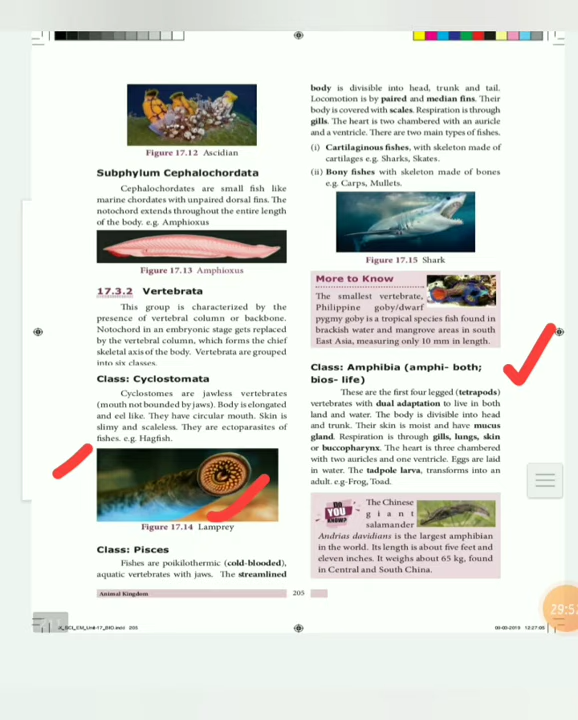 Figure 17.12 Ascidian
Subphylum Cephalochordata
Cephalochordates are small fish like
marine chordates with unpaired dorsal fins. The
notochord extends throughout the entire length
of the body. e.g. Amphioxus
Figure 17.13 Amphioxus
17.3.2 Vertebrata
This group is characterized by the
presence of vertebral column or backbone.
Notochord in an embryonic stage gets replaced
by the vertebral column, which forms the chief
skeletal axis of the body. Vertebrata are grouped
into six classes.
Class: Cyclostomata
Cyclostomes are jawless vertebrates
(mouth not bounded by jaws). Body is elongated
and eel like. They have circular mouth. Skin is
slimy and scaleless. They are ectoparasites of
fishes. e.g. Hagfish.
Figure 17.14 Lamprey
Class: Pisces
Fishes are poikilothermic (cold-blooded),
aquatic vertebrates with jaws. The streamlined
body is divisible into head, trunk and tail.
Locomotion is by paired and median fins. Their
body is covered with scales. Respiration is through
gills. The heart is two chambered with an auricle
and a ventricle. There are two main types of fishes.
(i) Cartilaginous fishes, with skeleton made of
cartilages e.g. Sharks, Skates.
(ii) Bony fishes with skeleton made of bones
e.g. Carps, Mullets.
Figure 17.15 Shark
More to Know
The smallest vertebrate,
Philippine goby/dwarf
pygmy goby is a tropical species fish found in
brackish water and mangrove areas in south
East Asia, measuring only 10 mm in length.
Class: Amphibia (amphi- both;
bios- life)
These are the first four legged (tetrapods)
vertebrates with dual adaptation to live in both
land and water. The body is divisible into head
and trunk. Their skin is moist and have mucus
gland. Respiration is through gills, lungs, skin
or buccopharynx. The heart is three chambered
with two auricles and one ventricle. Eggs are laid
in water. The tadpole larva, transforms into an
adult. e.g-Frog, Toad.
Do
YOU
KNOW?
The Chinese
giant
salamander
Andrias davidians is the largest amphibian
in the world. Its length is about five feet and
eleven inches. It weighs about 65 kg, found
in Central and South China.
Animal Kingdom
205